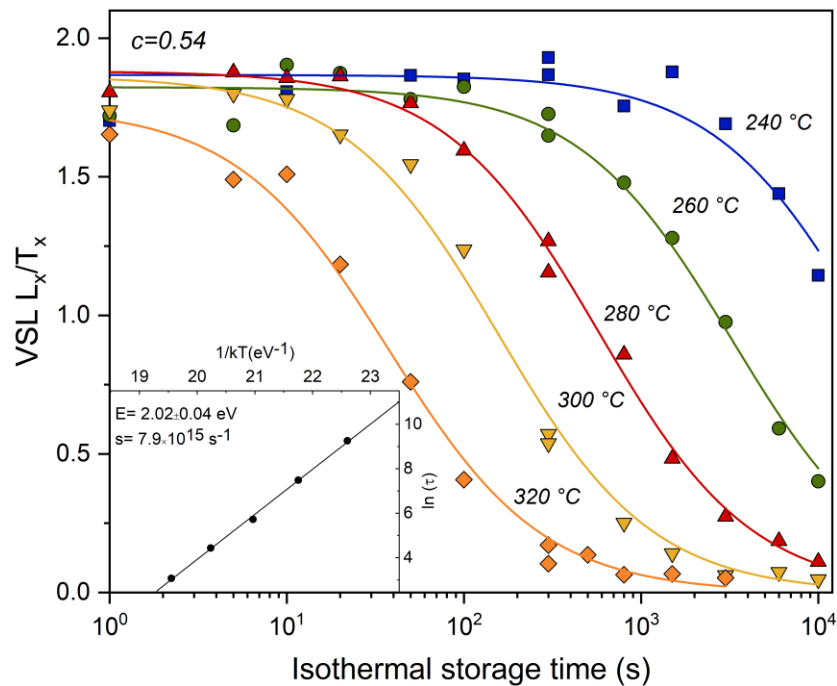 c=0.54
VSL Lₓ/Tₓ
2.0
1.5
1.0
0.5
0.0
240 °C
260 °C
280 °C
300 °C
320 °C
1/kT(eV⁻¹)
19 20 21 22 23
E= 2.02±0.04 eV
s= 7.9×10¹⁵ s⁻¹
10
8
6
4
ln (τ)
10⁰ 10¹ 10² 10³ 10⁴
Isothermal storage time (s)